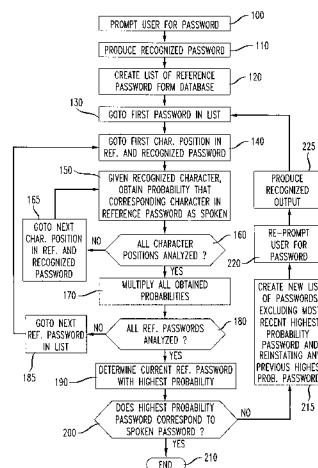 PROMPT USER FOR PASSWORD
100
PRODUCE RECOGNIZED PASSWORD
110
CREATE LIST OF REFERENCE
PASSWORD FORM DATABASE
120
130
GOTO FIRST PASSWORD IN LIST
GOTO FIRST CHAR. POSITION
IN REF. AND RECOGNIZED PASSWORD
140
150
GIVEN RECOGNIZED CHARACTER,
OBTAIN PROBABILITY THAT
CORRESPONDING CHARACTER IN
REFERENCE PASSWORD AS SPOKEN
165
GOTO NEXT
CHAR. POSITION
IN REF. AND
RECOGNIZED
PASSWORD
NO
ALL CHARACTER
POSITIONS ANALYZED ?
160
YES
170
MULTIPLY ALL OBTAINED
PROBABILITIES
GOTO NEXT
REF. PASSWORD
IN LIST
185
NO
ALL REF. PASSWORDS
ANALYZED ?
180
YES
190
DETERMINE CURRENT REF. PASSWORD
WITH HIGHEST PROBABILITY
DOES HIGHEST PROBABILITY
PASSWORD CORRESPOND TO
SPOKEN PASSWORD ?
200
NO
YES
END
210
225
PRODUCE
RECOGNIZED
OUTPUT
RE-PROMPT
USER FOR
PASSWORD
220
CREATE NEW LIST
OF PASSWORDS
EXCLUDING MOST
RECENT HIGHEST
PROBABILITY
PASSWORD AND
REINSTATING ANY
PREVIOUS HIGHEST
PROB. PASSWORD
215